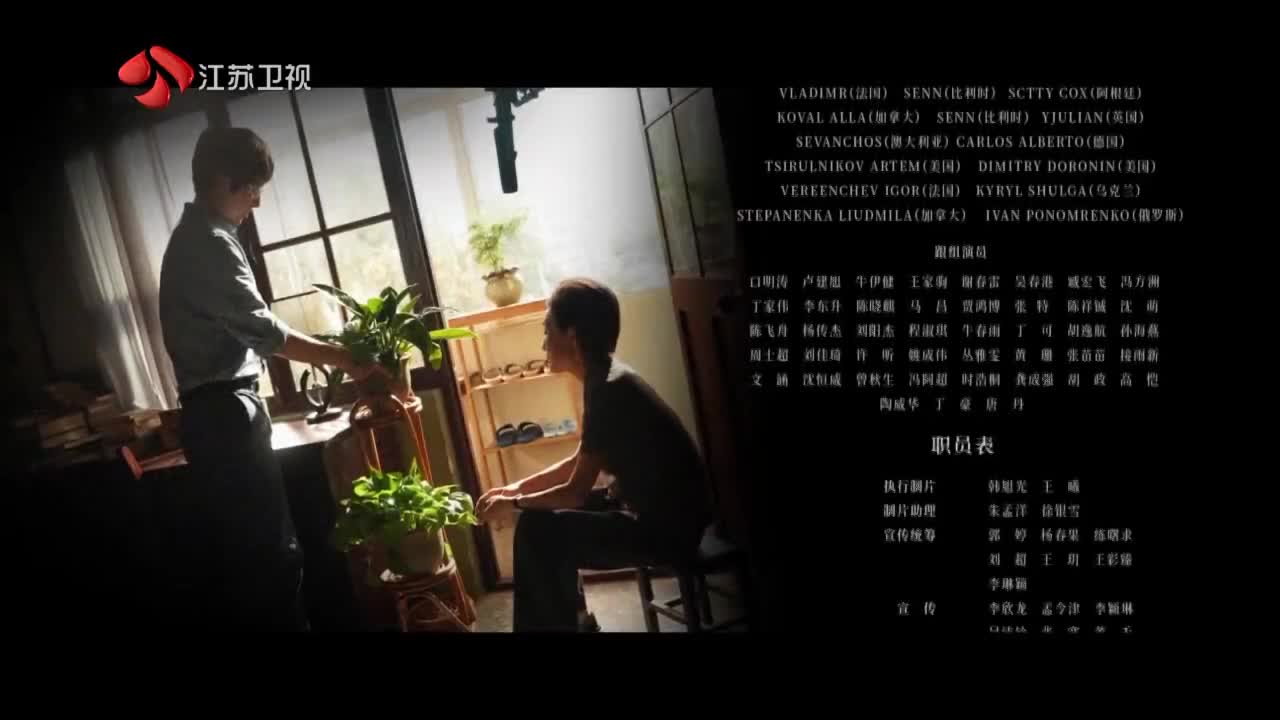 江苏卫视
VLADIMR(法国) SENN(比利时) SCTTY COX(阿根廷)
KOVAL ALLA(加拿大) SENN(比利时) YJULIAN(英国)
SEVANCHOS(澳大利亚) CARLOS ALBERTO(德国)
TSIRULNIKOV ARTEM(美国) DIMITRY DORONIN(美国)
VEREENCHEV IGOR(法国) KYRYL SHULGA(乌克兰)
STEPANENKA LIUDMILA(加拿大) IVAN PONOMRENKO(俄罗斯)
跟组演员
口明涛 卢建旭 牛伊健 王家驹 谢春雷 吴春港 臧宏飞 冯方洲
丁家伟 李东升 陈晓麒 马昌 贾鸿博 张特 陈祥铖 沈萌
陈飞舟 杨传杰 刘阳杰 程淑琪 牛春雨 丁可 胡逸航 孙海燕
周士超 刘佳琦 许昕 魏成伟 丛雅雯 黄珊 张苗苗 接雨新
文涵 沈恒威 曾秋生 冯阿超 时浩桐 龚成强 胡政 高恺
陶威华 丁豪 唐丹
职员表
执行制片 韩旭光 王曦
制片助理 朱孟洋 徐银雪
宣传统筹 郭婷 杨春果 练曙求
刘超 王玥 王彩臻
李琳颖
宣传 李欣龙 孟令津 李颖琳